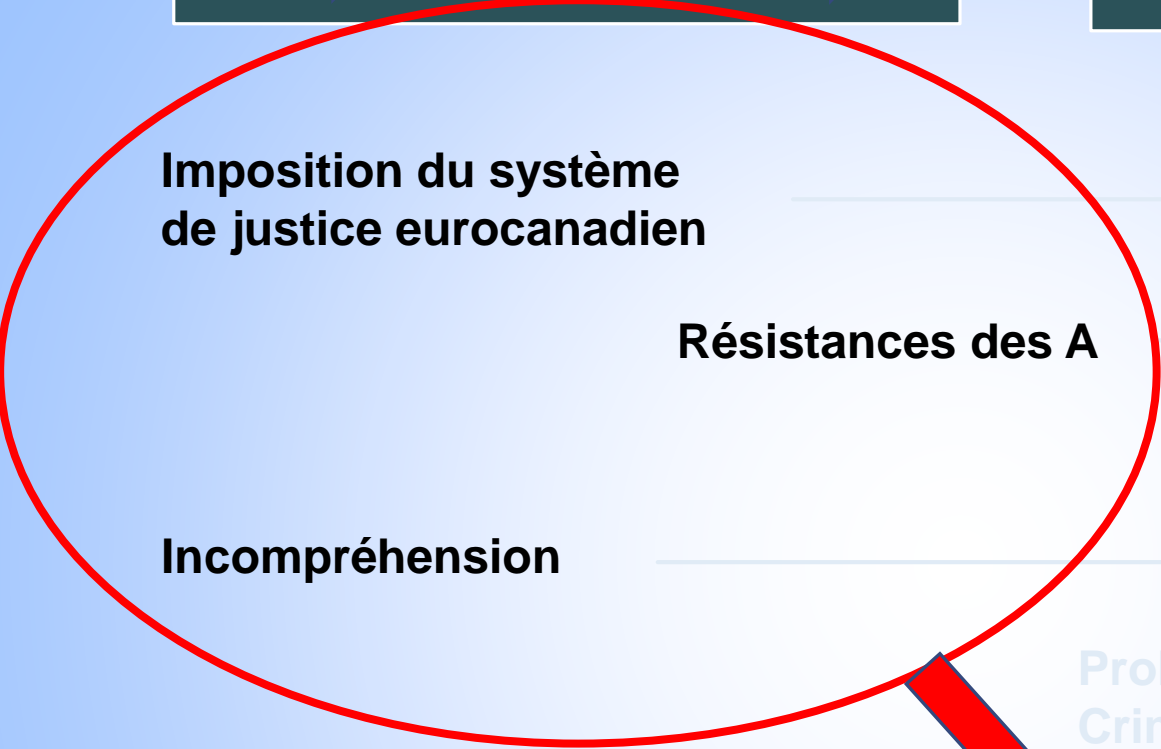 Imposition du système
de justice eurocanadien
Résistances des A
Incompréhension